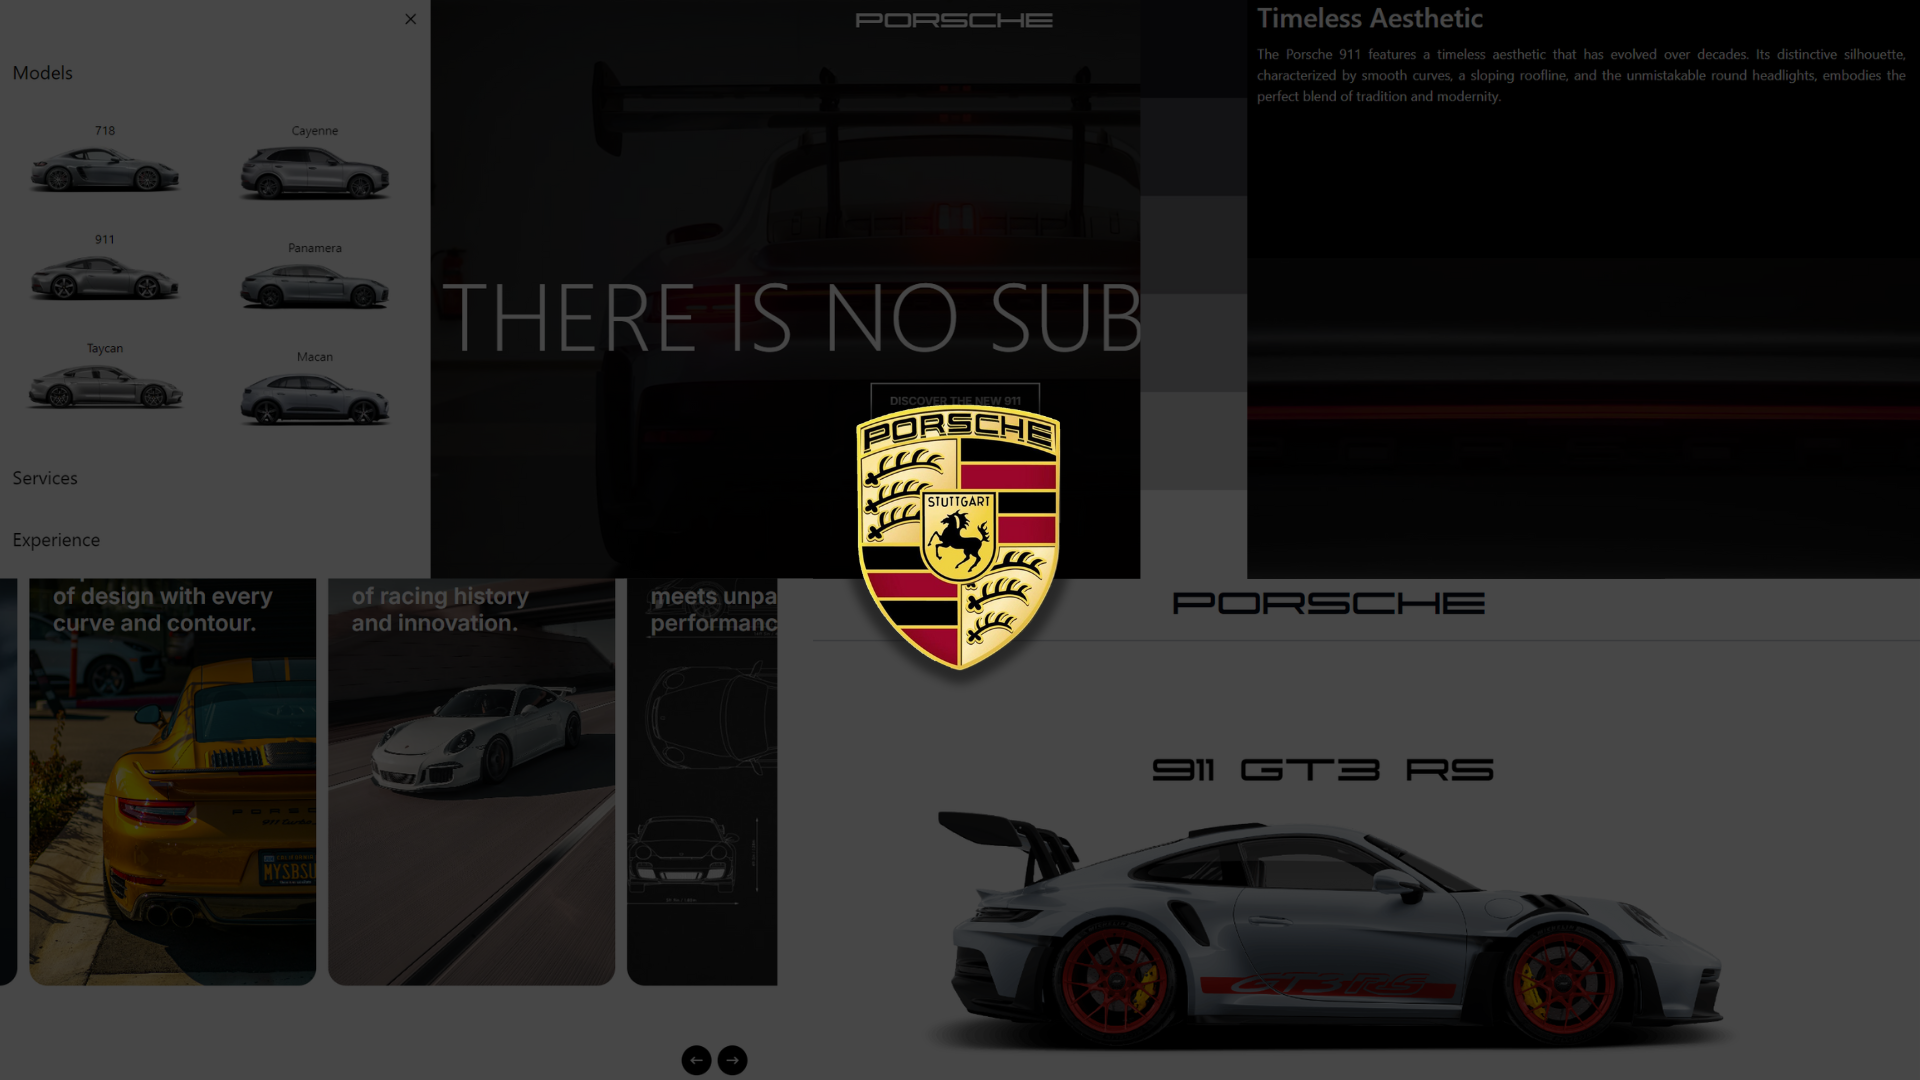 Models
718
Cayenne
911
Panamera
Taycan
Macan
Services
Experience
PORSCHE
THERE IS NO SUB
DISCOVER THE NEW 911
Timeless Aesthetic
The Porsche 911 features a timeless aesthetic that has evolved over decades. Its distinctive silhouette,
characterized by smooth curves, a sloping roofline, and the unmistakable round headlights, embodies the
perfect blend of tradition and modernity.
PORSCHE
STUTTGART
of design with every
curve and contour.
MYSBSU
of racing history
and innovation.
meets unpa
performanc
PORSCHE
911 GT3 RS
GT3 RS